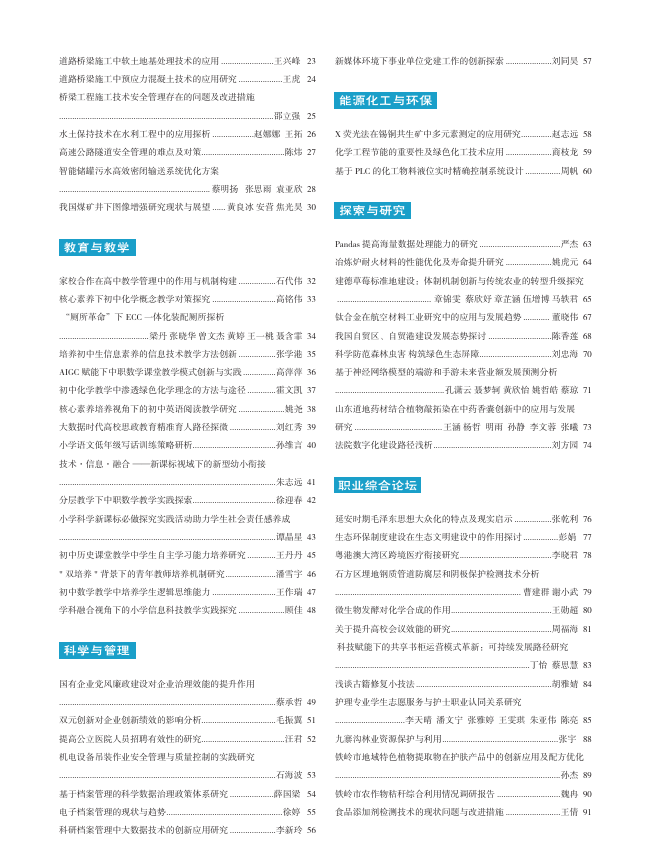 道路桥梁施工中软土地基处理技术的应用 ........................王兴峰 23
道路桥梁施工中预应力混凝土技术的应用研究 ....................王虎 24
桥梁工程施工技术安全管理存在的问题及改进措施
..................................................................................................邵立强 25
水土保持技术在水利工程中的应用探析 ...................赵媚娜 王拓 26
高速公路隧道安全管理的难点及对策......................................陈炜 27
智能储罐污水高效密闭输送系统优化方案
..................................................................... 蔡明扬 张思雨 袁亚欣 28
我国煤矿井下图像增强研究现状与展望 ...... 黄良冰 安营 焦光昊 30
教育与教学
家校合作在高中教学管理中的作用与机制构建 .................石代伟 32
核心素养下初中化学概念教学对策探究 ..............................高铭伟 33
“厕所革命”下 ECC 一体化装配厕所探析
.........................................梁丹 张晓华 曾文杰 黄婷 王一桃 聂含霏 34
培养初中生信息素养的信息技术教学方法创新 .................张学港 35
AIGC 赋能下中职数学课堂教学模式创新与实践 ...............高萍萍 36
初中化学教学中渗透绿色化学理念的方法与途径 .............霍文凯 37
核心素养培养视角下的初中英语阅读教学研究 ......................姚尧 38
大数据时代高校思政教育精准育人路径探微 .....................刘红秀 39
小学语文低年级写话训练策略研析......................................孙维言 40
技术·信息·融合 ——新课标视域下的新型幼小衔接
...................................................................................................朱志远 41
分层教学下中职数学教学实践探索......................................徐迎春 42
小学科学新课标必做探究实践活动助力学生社会责任感养成
...................................................................................................谭晶星 43
初中历史课堂教学中学生自主学习能力培养研究 .............王丹丹 45
" 双培养 " 背景下的青年教师培养机制研究.......................潘雪宇 46
初中数学教学中培养学生逻辑思维能力 .............................王作瑞 47
学科融合视角下的小学信息科技教学实践探究 ......................顾佳 48
科学与管理
国有企业党风廉政建设对企业治理效能的提升作用
...................................................................................................蔡承哲 49
双元创新对企业创新绩效的影响分析..................................毛振翼 51
提高公立医院人员招聘有效性的研究......................................汪君 52
机电设备吊装作业安全管理与质量控制的实践研究
...................................................................................................石海波 53
基于档案管理的科学数据治理政策体系研究 ....................薛国梁 54
电子档案管理的现状与趋势.....................................................徐婷 55
科研档案管理中大数据技术的创新应用研究 .....................李新玲 56
新媒体环境下事业单位党建工作的创新探索 .....................刘同昊 57
能源化工与环保
X 荧光法在锡铜共生矿中多元素测定的应用研究..............赵志远 58
化学工程节能的重要性及绿色化工技术应用 .....................商枝龙 59
基于 PLC 的化工物料液位实时精确控制系统设计 ................周帆 60
探索与研究
Pandas 提高海量数据处理能力的研究 .....................................严杰 63
冶炼炉耐火材料的性能优化及寿命提升研究 ......................姚虎元 64
建德草莓标准地建设：体制机制创新与传统农业的转型升级探究
........................................... 章锦雯 蔡欣好 章芷涵 伍增博 马轶君 65
钛合金在航空材料工业研究中的应用与发展趋势 ............董晓伟 67
我国自贸区、自贸港建设发展态势探讨 .............................陈香莲 68
科学防范森林虫害 构筑绿色生态屏障..................................刘忠海 70
基于神经网络模型的端游和手游未来营业额发展预测分析
..................................................孔潇云 聂梦轲 黄欣怡 姚哲皓 蔡琼 71
山东道地药材结合植物敲拓染在中药香囊创新中的应用与发展
研究 ........................................王涵 杨哲 明雨 孙静 李文蓉 张曦 73
法院数字化建设路径浅析......................................................刘方园 74
职业综合论坛
延安时期毛泽东思想大众化的特点及现实启示 .................张乾利 76
生态环保制度建设在生态文明建设中的作用探讨 ................彭娟 77
粤港澳大湾区跨境医疗衔接研究..........................................李晓君 78
石方区埋地钢质管道防腐层和阴极保护检测技术分析
..................................................................................... 曹建群 谢小武 79
微生物发酵对化学合成的作用..............................................王勋超 80
关于提升高校会议效能的研究..............................................周福海 81
科技赋能下的共享书柜运营模式革新：可持续发展路径研究
.........................................................................................丁怡 蔡思慧 83
浅谈古籍修复小技法 ..............................................................胡雅婧 84
护理专业学生志愿服务与护士职业认同关系研究
................................李天晴 潘文宁 张雅婷 王雯琪 朱亚伟 陈亮 85
九寨沟林业资源保护与利用.....................................................张宇 88
铁岭市地域特色植物提取物在护肤产品中的创新应用及配方优化
......................................................................................................孙杰 89
铁岭市农作物秸秆综合利用情况调研报告 .............................魏冉 90
食品添加剂检测技术的现状问题与改进措施 .........................王倩 91